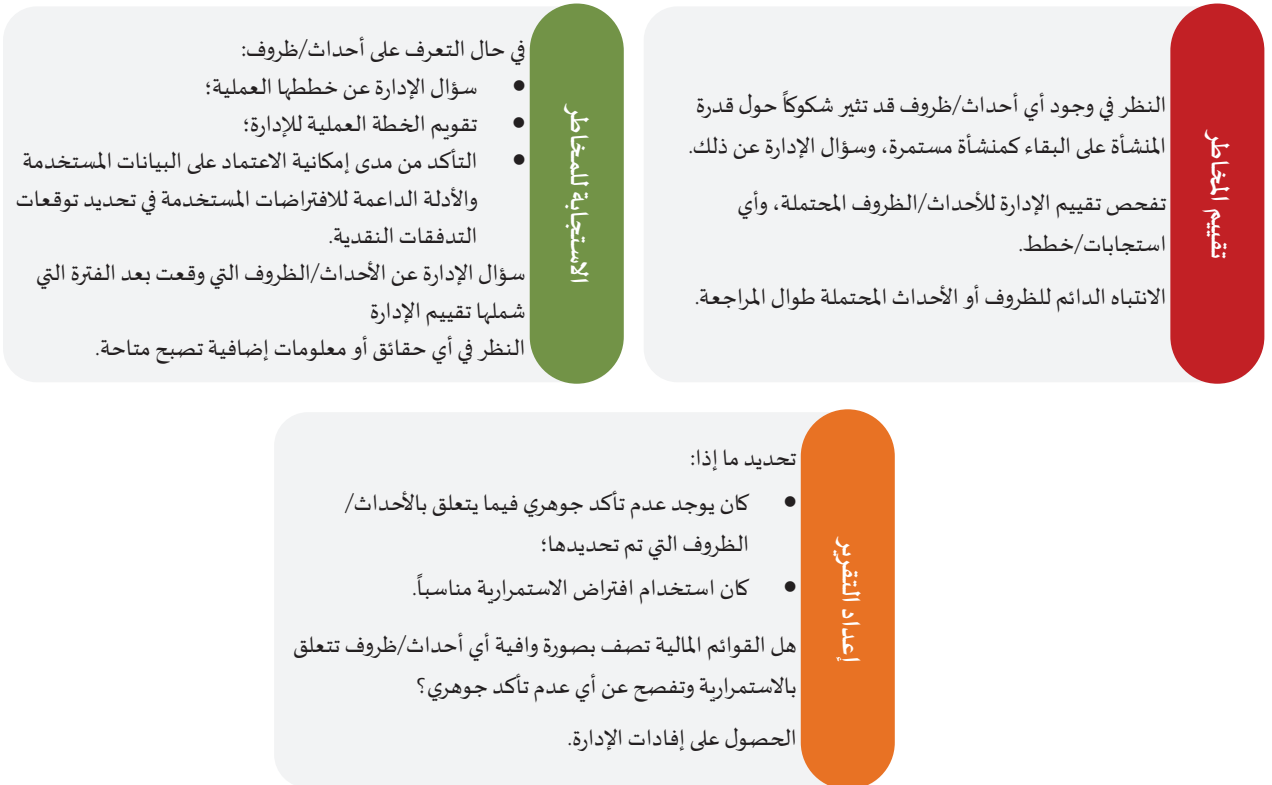 تقييم المخاطر
النظر في وجود أي أحداث/ظروف قد تثير شكوكاً حول قدرة
المنشأة على البقاء كمنشأة مستمرة، وسؤال الإدارة عن ذلك.
تفحص تقييم الإدارة للأحداث/الظروف المحتملة، وأي
استجابات/خطط.
الانتباه الدائم للظروف أو الأحداث المحتملة طوال المراجعة.
الاستجابة للمخاطر
في حال التعرف على أحداث/ظروف:
● سؤال الإدارة عن خططها العملية؛
● تقويم الخطة العملية للإدارة؛
● التأكد من مدى إمكانية الاعتماد على البيانات المستخدمة
والأدلة الداعمة للافتراضات المستخدمة في تحديد توقعات
التدفقات النقدية.
سؤال الإدارة عن الأحداث/الظروف التي وقعت بعد الفترة التي
شملها تقييم الإدارة
النظر في أي حقائق أو معلومات إضافية تصبح متاحة.
إعداد التقرير
تحديد ما إذا:
● كان يوجد عدم تأكد جوهري فيما يتعلق بالأحداث/
الظروف التي تم تحديدها؛
● كان استخدام افتراض الاستمرارية مناسباً.
هل القوائم المالية تصف بصورة وافية أي أحداث/ظروف تتعلق
بالاستمرارية وتفصح عن أي عدم تأكد جوهري؟
الحصول على إفادات الإدارة.